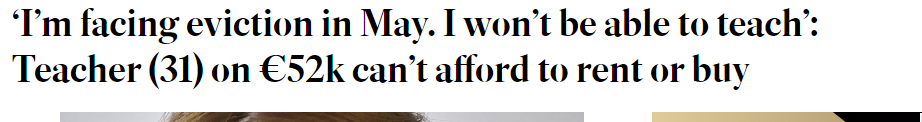 ‘I’m facing eviction in May. I won’t be able to teach’:
Teacher (31) on €52k can’t afford to rent or buy